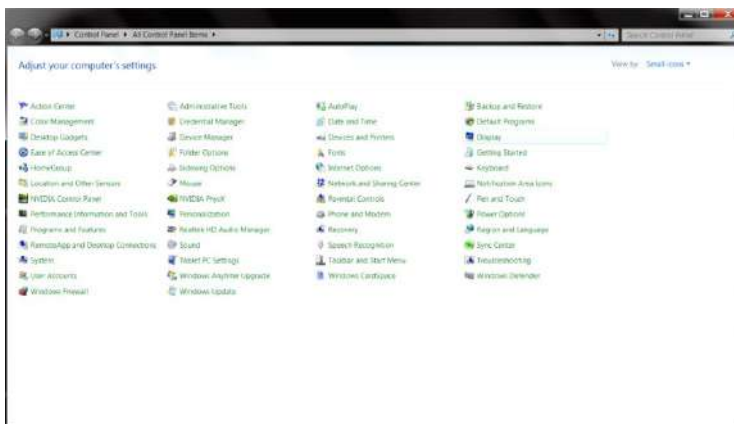 Control Panel ▸ All Control Panel Items ▸
Search Control Panel
Adjust your computer's settings
View by: Small icons
Action Center
Administrative Tools
AutoPlay
Backup and Restore
Color Management
Credential Manager
Date and Time
Default Programs
Desktop Gadgets
Device Manager
Devices and Printers
Display
Ease of Access Center
Folder Options
Fonts
Getting Started
HomeGroup
Indexing Options
Internet Options
Keyboard
Location and Other Sensors
Mouse
Network and Sharing Center
Notification Area Icons
NVIDIA Control Panel
NVIDIA PhysX
Parental Controls
Pen and Touch
Performance Information and Tools
Personalization
Phone and Modem
Power Options
Programs and Features
Realtek HD Audio Manager
Recovery
Region and Language
RemoteApp and Desktop Connections
Sound
Speech Recognition
Sync Center
System
Tablet PC Settings
Taskbar and Start Menu
Troubleshooting
User Accounts
Windows Anytime Upgrade
Windows CardSpace
Windows Defender
Windows Firewall
Windows Update